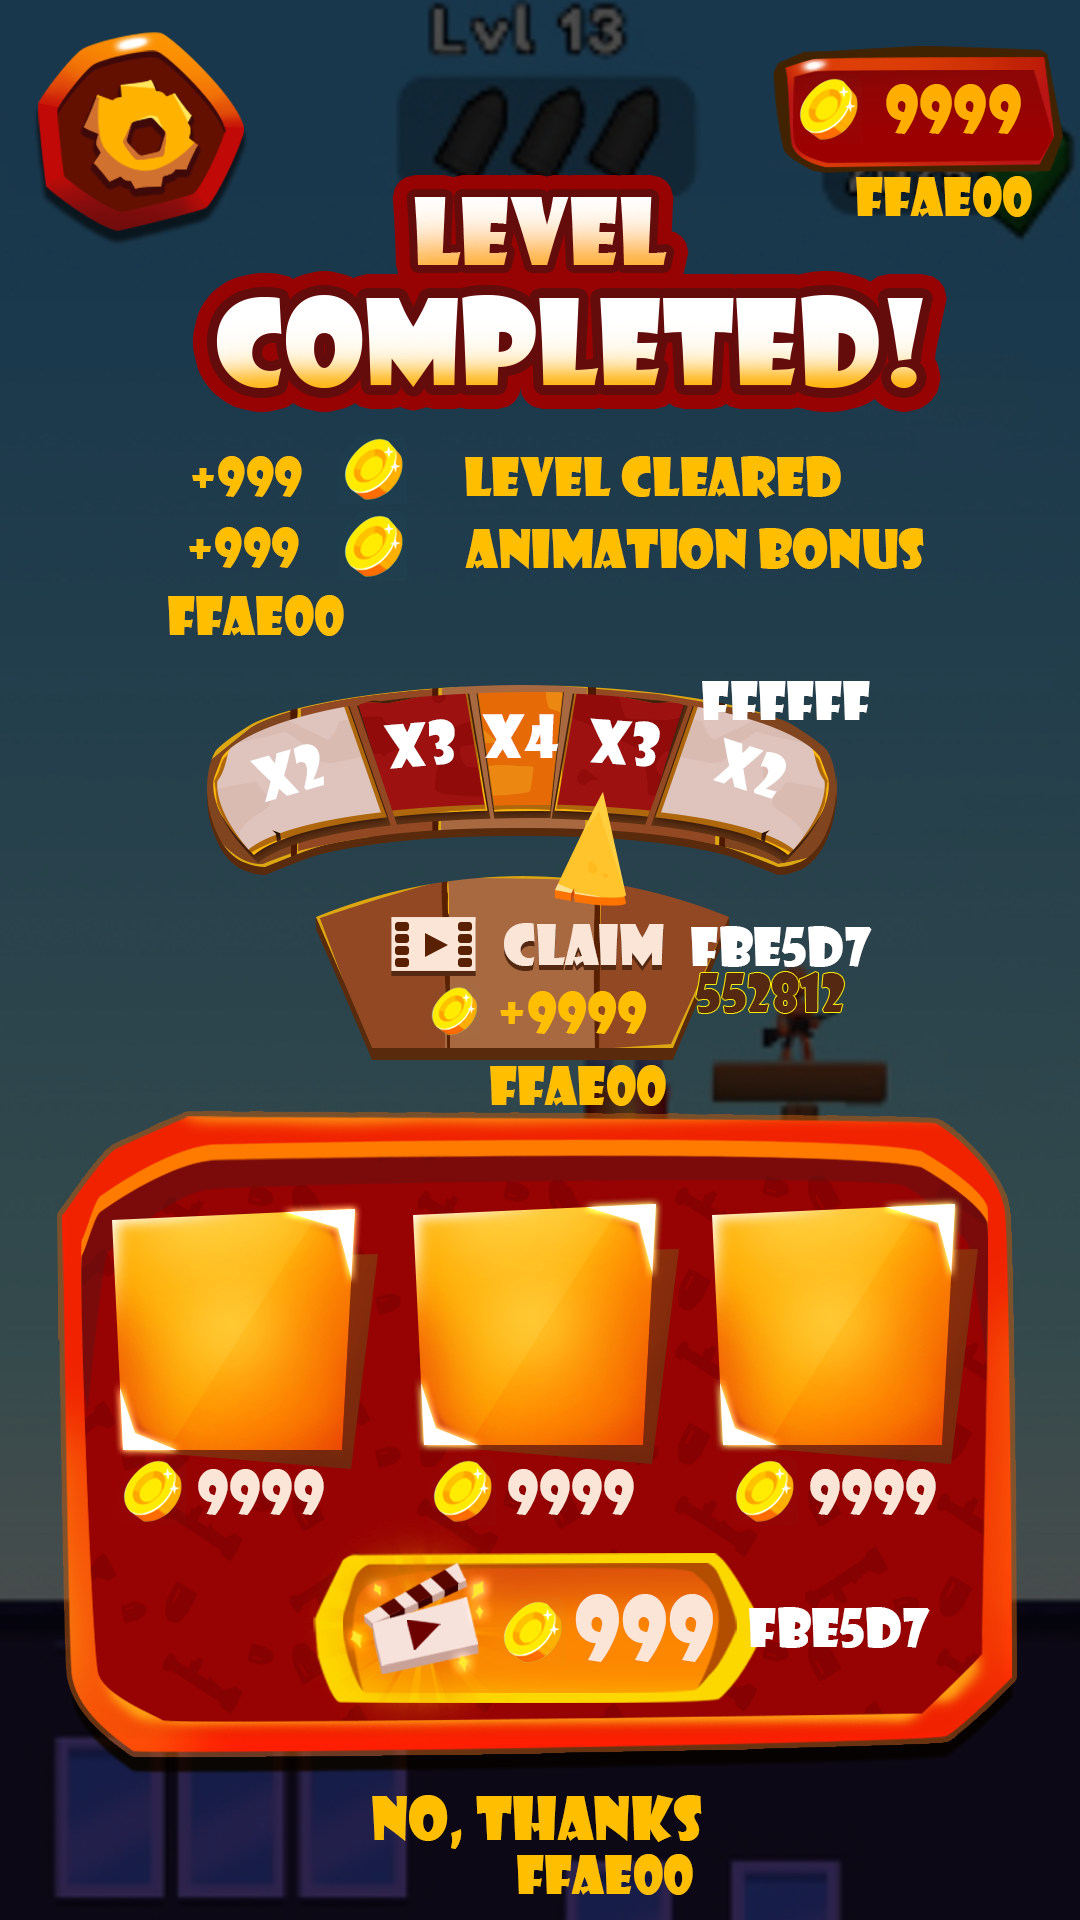 Lvl 13
9999
FFAE00
LEVEL
COMPLETED!
+999 LEVEL CLEARED
+999 ANIMATION BONUS
FFAE00
FFFFFF
X2 X3 X4 X3 X2
CLAIM FBE5D7
552812
+9999
FFAE00
9999 9999 9999
999 FBE5D7
NO, THANKS
FFAE00